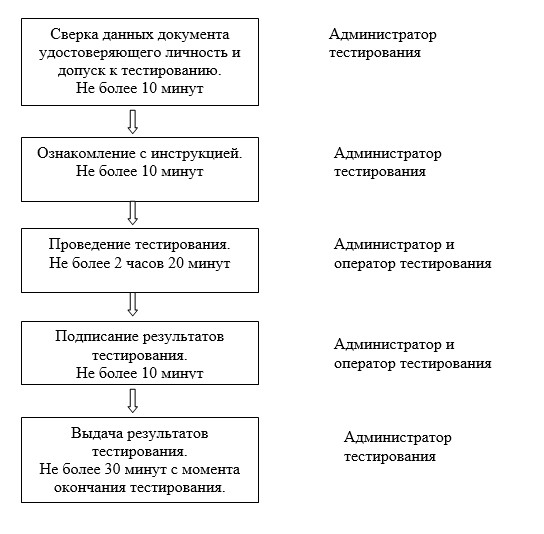 Сверка данных документа
удостоверяющего личность и
допуск к тестированию.
Не более 10 минут
Администратор
тестирования
Ознакомление с инструкцией.
Не более 10 минут
Администратор
тестирования
Проведение тестирования.
Не более 2 часов 20 минут
Администратор и
оператор тестирования
Подписание результатов
тестирования.
Не более 10 минут
Администратор и
оператор тестирования
Выдача результатов
тестирования.
Не более 30 минут с момента
окончания тестирования.
Администратор
тестирования